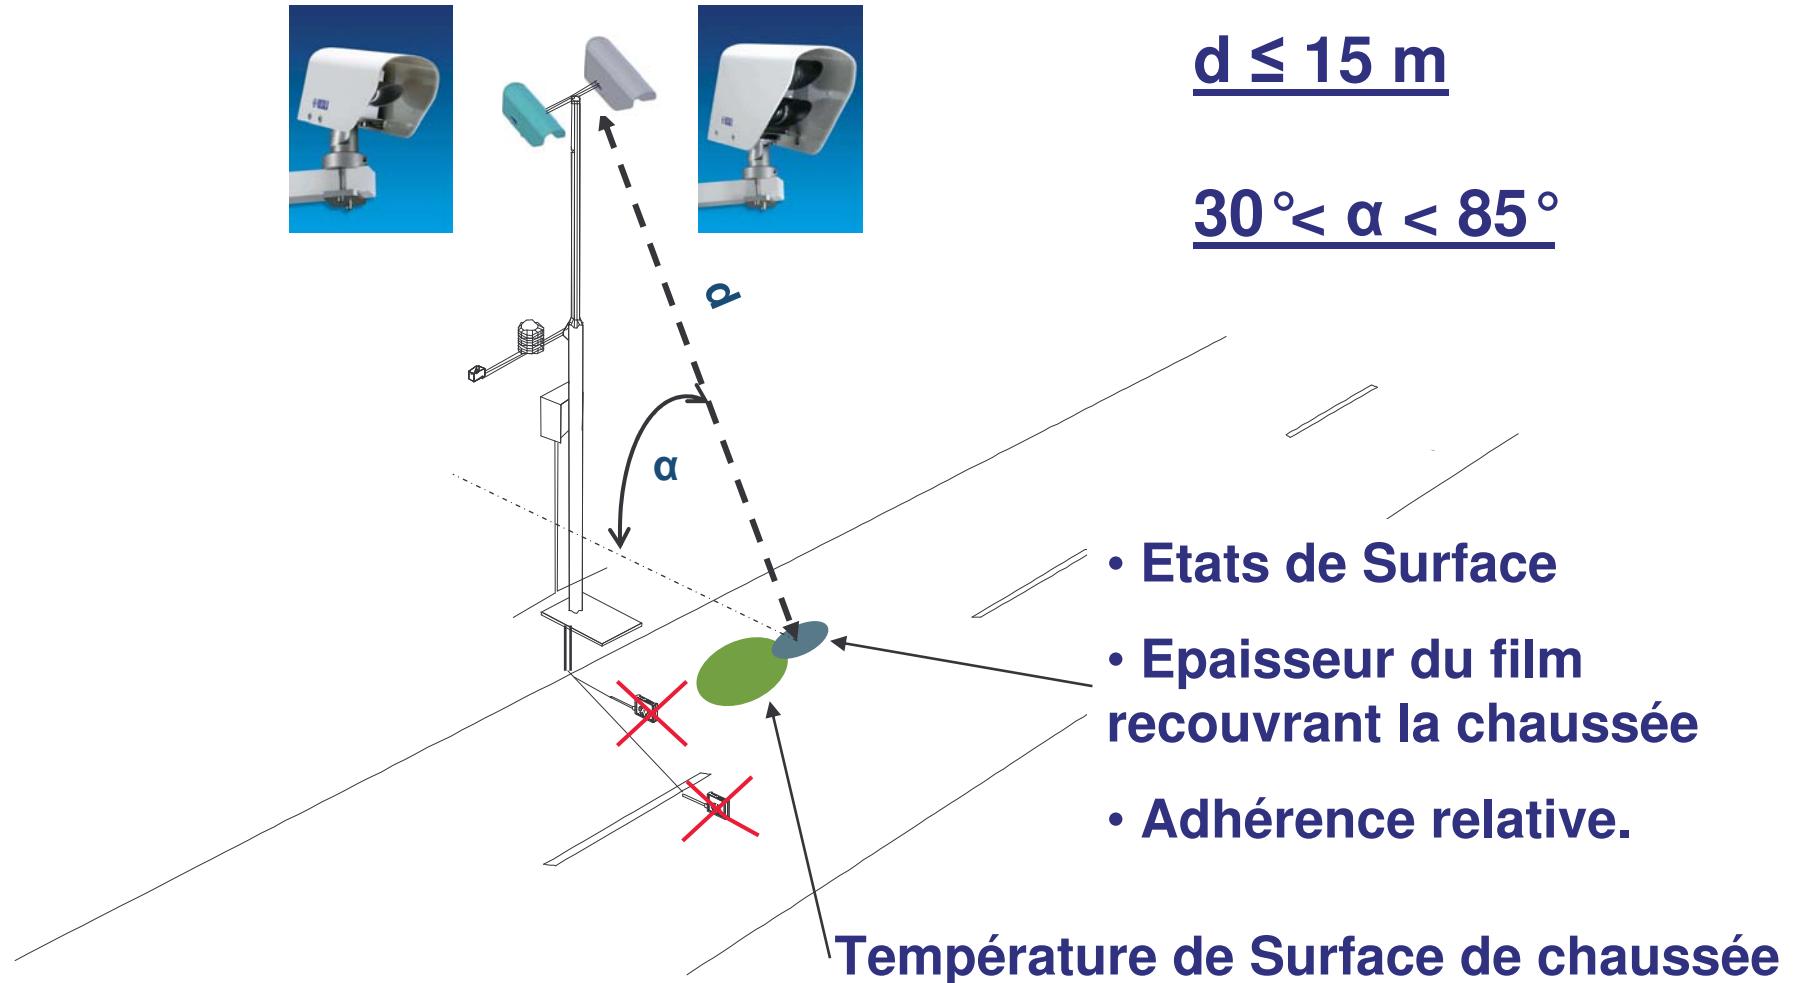 d ≤ 15 m
30°< α < 85°
d
α
• Etats de Surface
• Epaisseur du film
recouvrant la chaussée
• Adhérence relative.
Température de Surface de chaussée